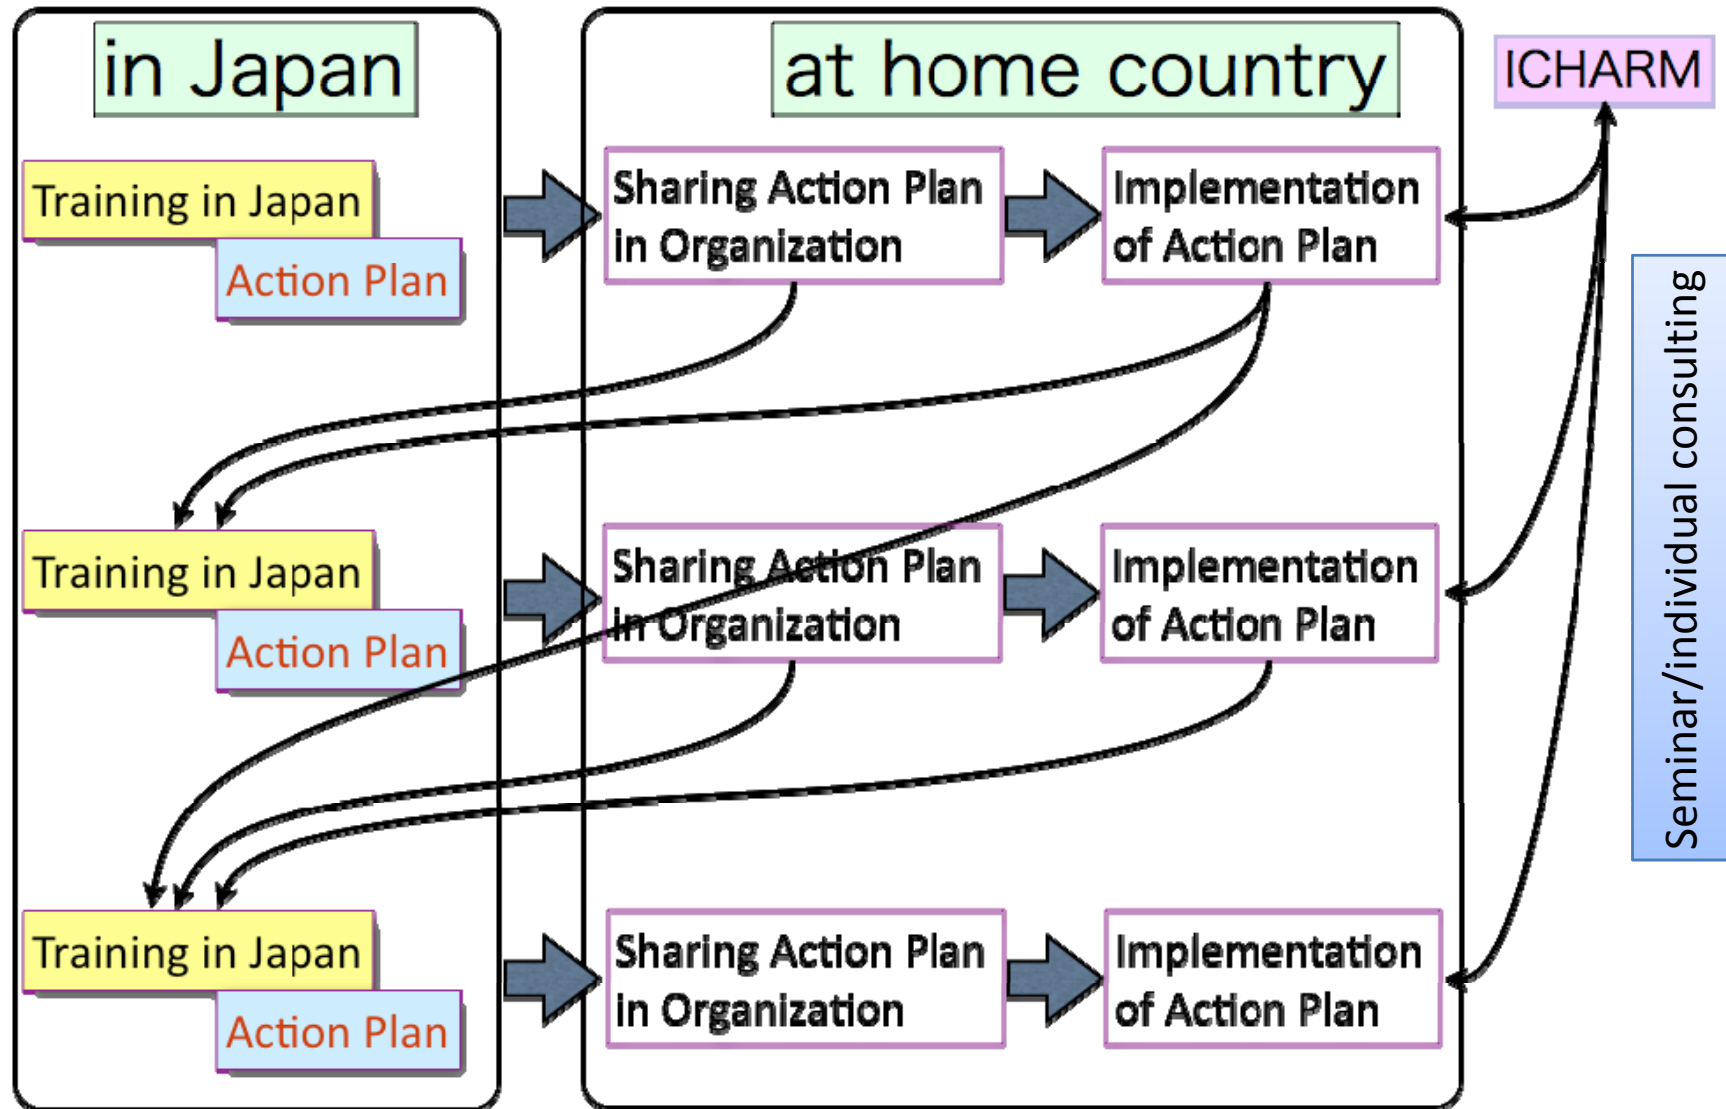 in Japan
at home country
ICHARM
Training in Japan
Action Plan
Sharing Action Plan
in Organization
Implementation
of Action Plan
Training in Japan
Action Plan
Sharing Action Plan
in Organization
Implementation
of Action Plan
Training in Japan
Action Plan
Sharing Action Plan
in Organization
Implementation
of Action Plan
Seminar/individual consulting